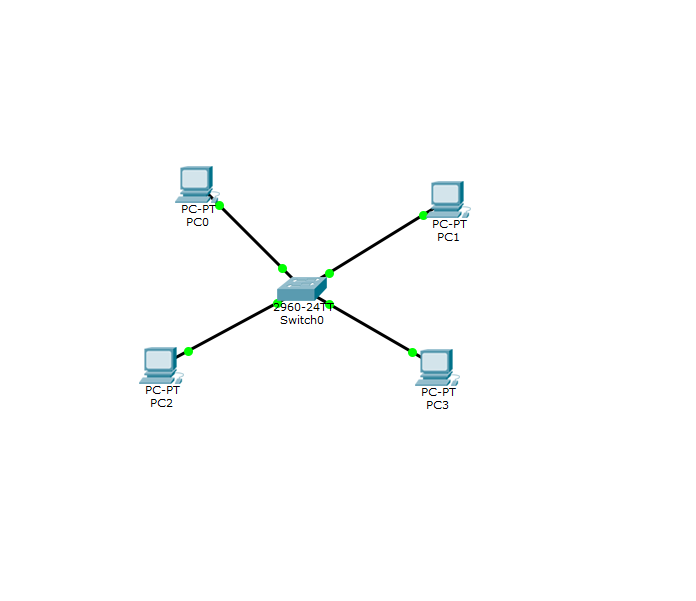 PC-PT
PC0
PC-PT
PC1
2960-24TT
Switch0
PC-PT
PC2
PC-PT
PC3